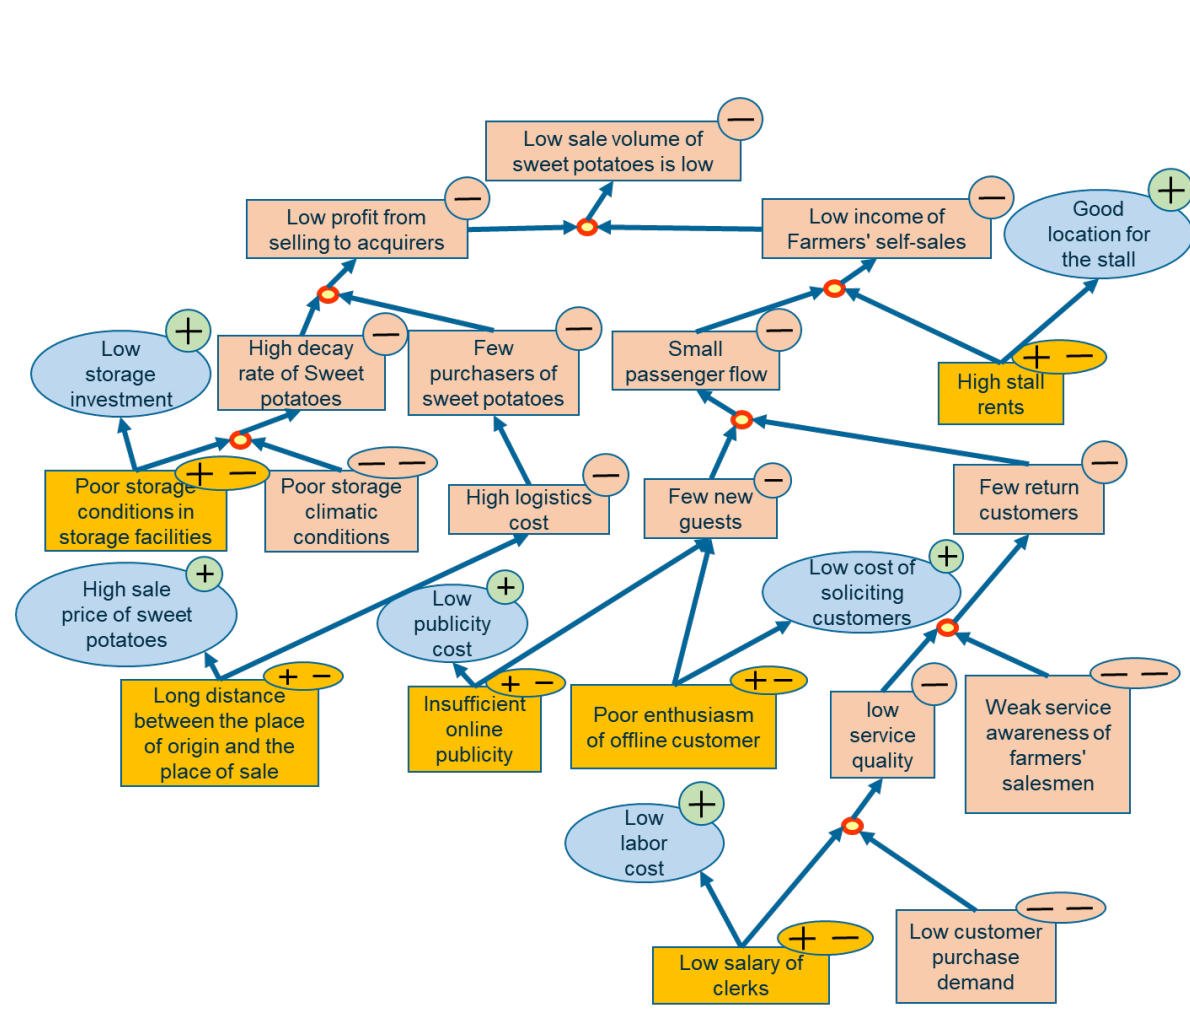 Low sale volume of
sweet potatoes is low
—
Low profit from
selling to acquirers
—
Low income of
Farmers' self-sales
—
Good
location for
the stall
+
Low
storage
investment
+
High decay
rate of Sweet
potatoes
—
Few
purchasers of
sweet potatoes
—
Small
passenger flow
—
High stall
rents
+ —
Poor storage
conditions in
storage facilities
+ —
Poor storage
climatic
conditions
— —
High logistics
cost
—
Few new
guests
—
Few return
customers
—
High sale
price of sweet
potatoes
+
Low
publicity
cost
+
Low cost of
soliciting
customers
+
Long distance
between the place
of origin and the
place of sale
+ —
Insufficient
online
publicity
+ —
Poor enthusiasm
of offline customer
+ —
low
service
quality
—
Weak service
awareness of
farmers'
salesmen
— —
Low
labor
cost
+
Low salary of
clerks
+ —
Low customer
purchase
demand
— —